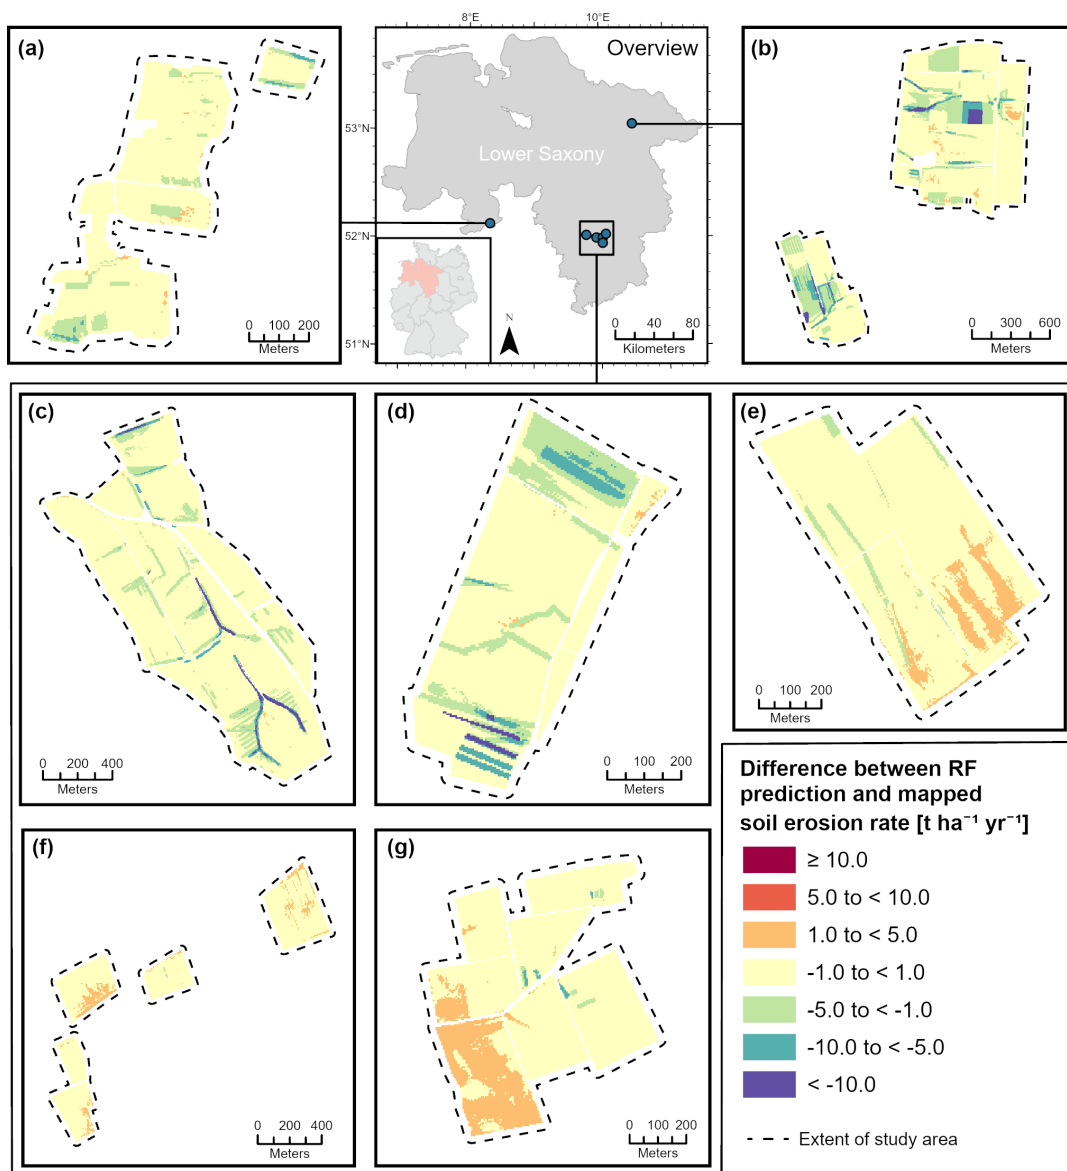 8°E
10°E
(a)
Overview
(b)
53°N
Lower Saxony
52°N
51°N
N
0 100 200
Meters
0 40 80
Kilometers
0 300 600
Meters
(c)
(d)
(e)
0 200 400
Meters
0 100 200
Meters
0 100 200
Meters
Difference between RF
prediction and mapped
soil erosion rate [t ha⁻¹ yr⁻¹]
≥ 10.0
5.0 to < 10.0
1.0 to < 5.0
-1.0 to < 1.0
-5.0 to < -1.0
-10.0 to < -5.0
< -10.0
Extent of study area
(f)
(g)
0 200 400
Meters
0 100 200
Meters